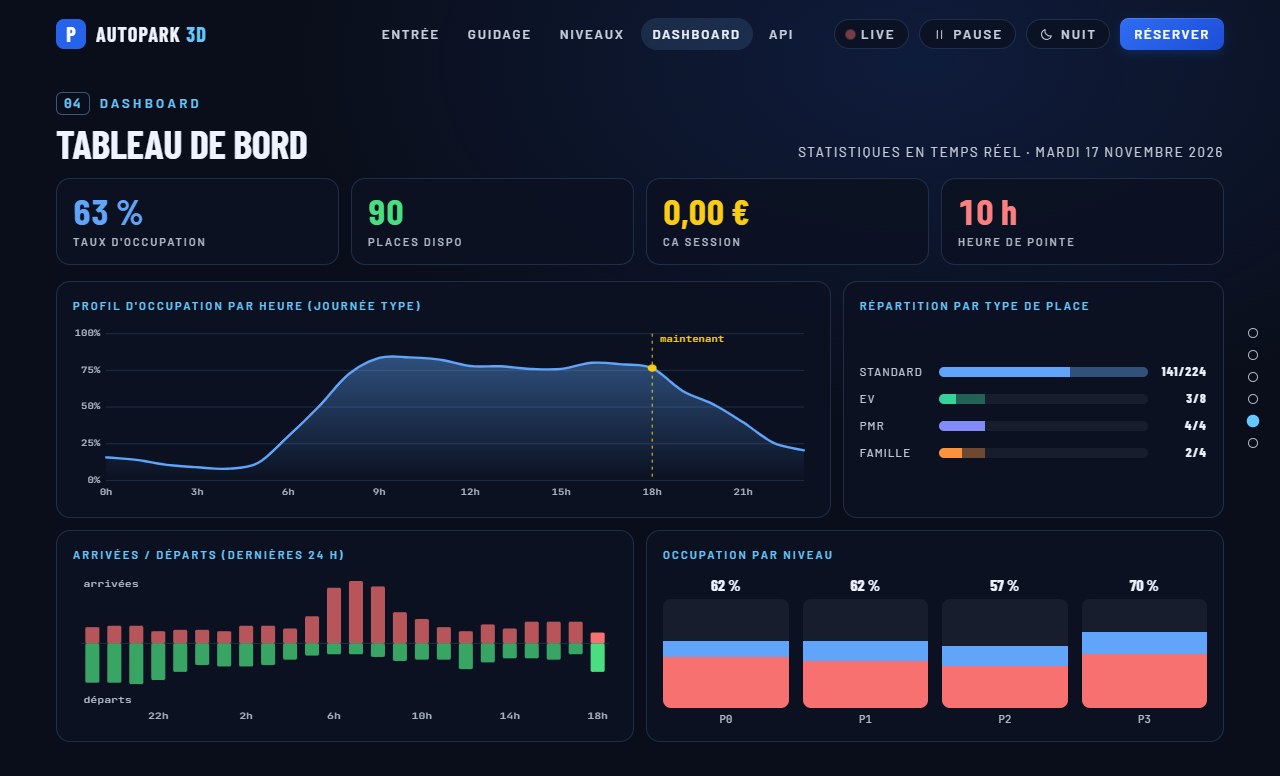 P AUTOPARK 3D
ENTRÉE GUIDAGE NIVEAUX DASHBOARD API LIVE PAUSE NUIT RÉSERVER
04 DASHBOARD
TABLEAU DE BORD
STATISTIQUES EN TEMPS RÉEL · MARDI 17 NOVEMBRE 2026
63 %
TAUX D'OCCUPATION
90
PLACES DISPO
0,00 €
CA SESSION
10 h
HEURE DE POINTE
PROFIL D'OCCUPATION PAR HEURE (JOURNÉE TYPE)
100%
75%
50%
25%
0%
maintenant
0h 3h 6h 9h 12h 15h 18h 21h
RÉPARTITION PAR TYPE DE PLACE
STANDARD 141/224
EV 3/8
PMR 4/4
FAMILLE 2/4
ARRIVÉES / DÉPARTS (DERNIÈRES 24 H)
arrivées
départs
22h 2h 6h 10h 14h 18h
OCCUPATION PAR NIVEAU
62 % 62 % 57 % 70 %
P0 P1 P2 P3